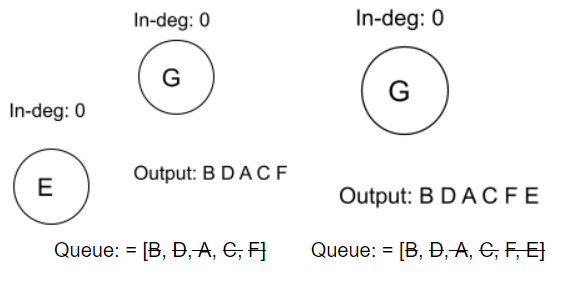 In-deg: 0
G
In-deg: 0
E
Output: B D A C F
Queue: = [B, D, A, C, F]
In-deg: 0
G
Output: B D A C F E
Queue: = [B, D, A, C, F, E]